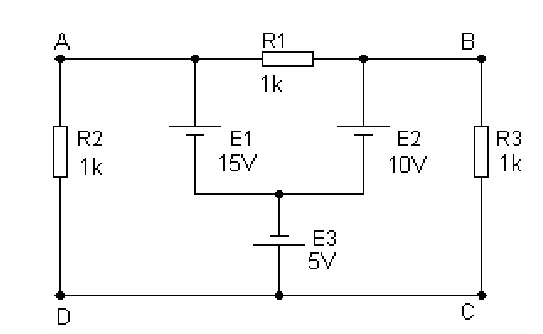 A R1 B
1k
R2 E1 E2 R3
1k 15V 10V 1k
E3
5V
D C